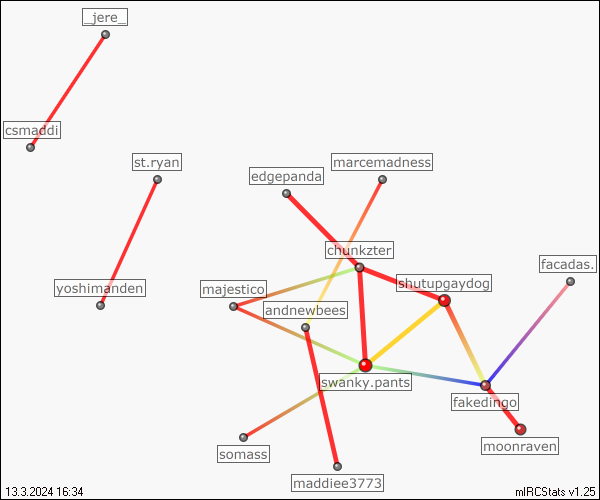 _jere_
csmaddi
st.ryan
marcemadness
edgepanda
chunkzter
facadas.
shutupgaydog
yoshimanden
majestico
andnewbees
swanky.pants
fakedingo
moonraven
somass
maddiee3773
13.3.2024 16:34
mIRCStats v1.25